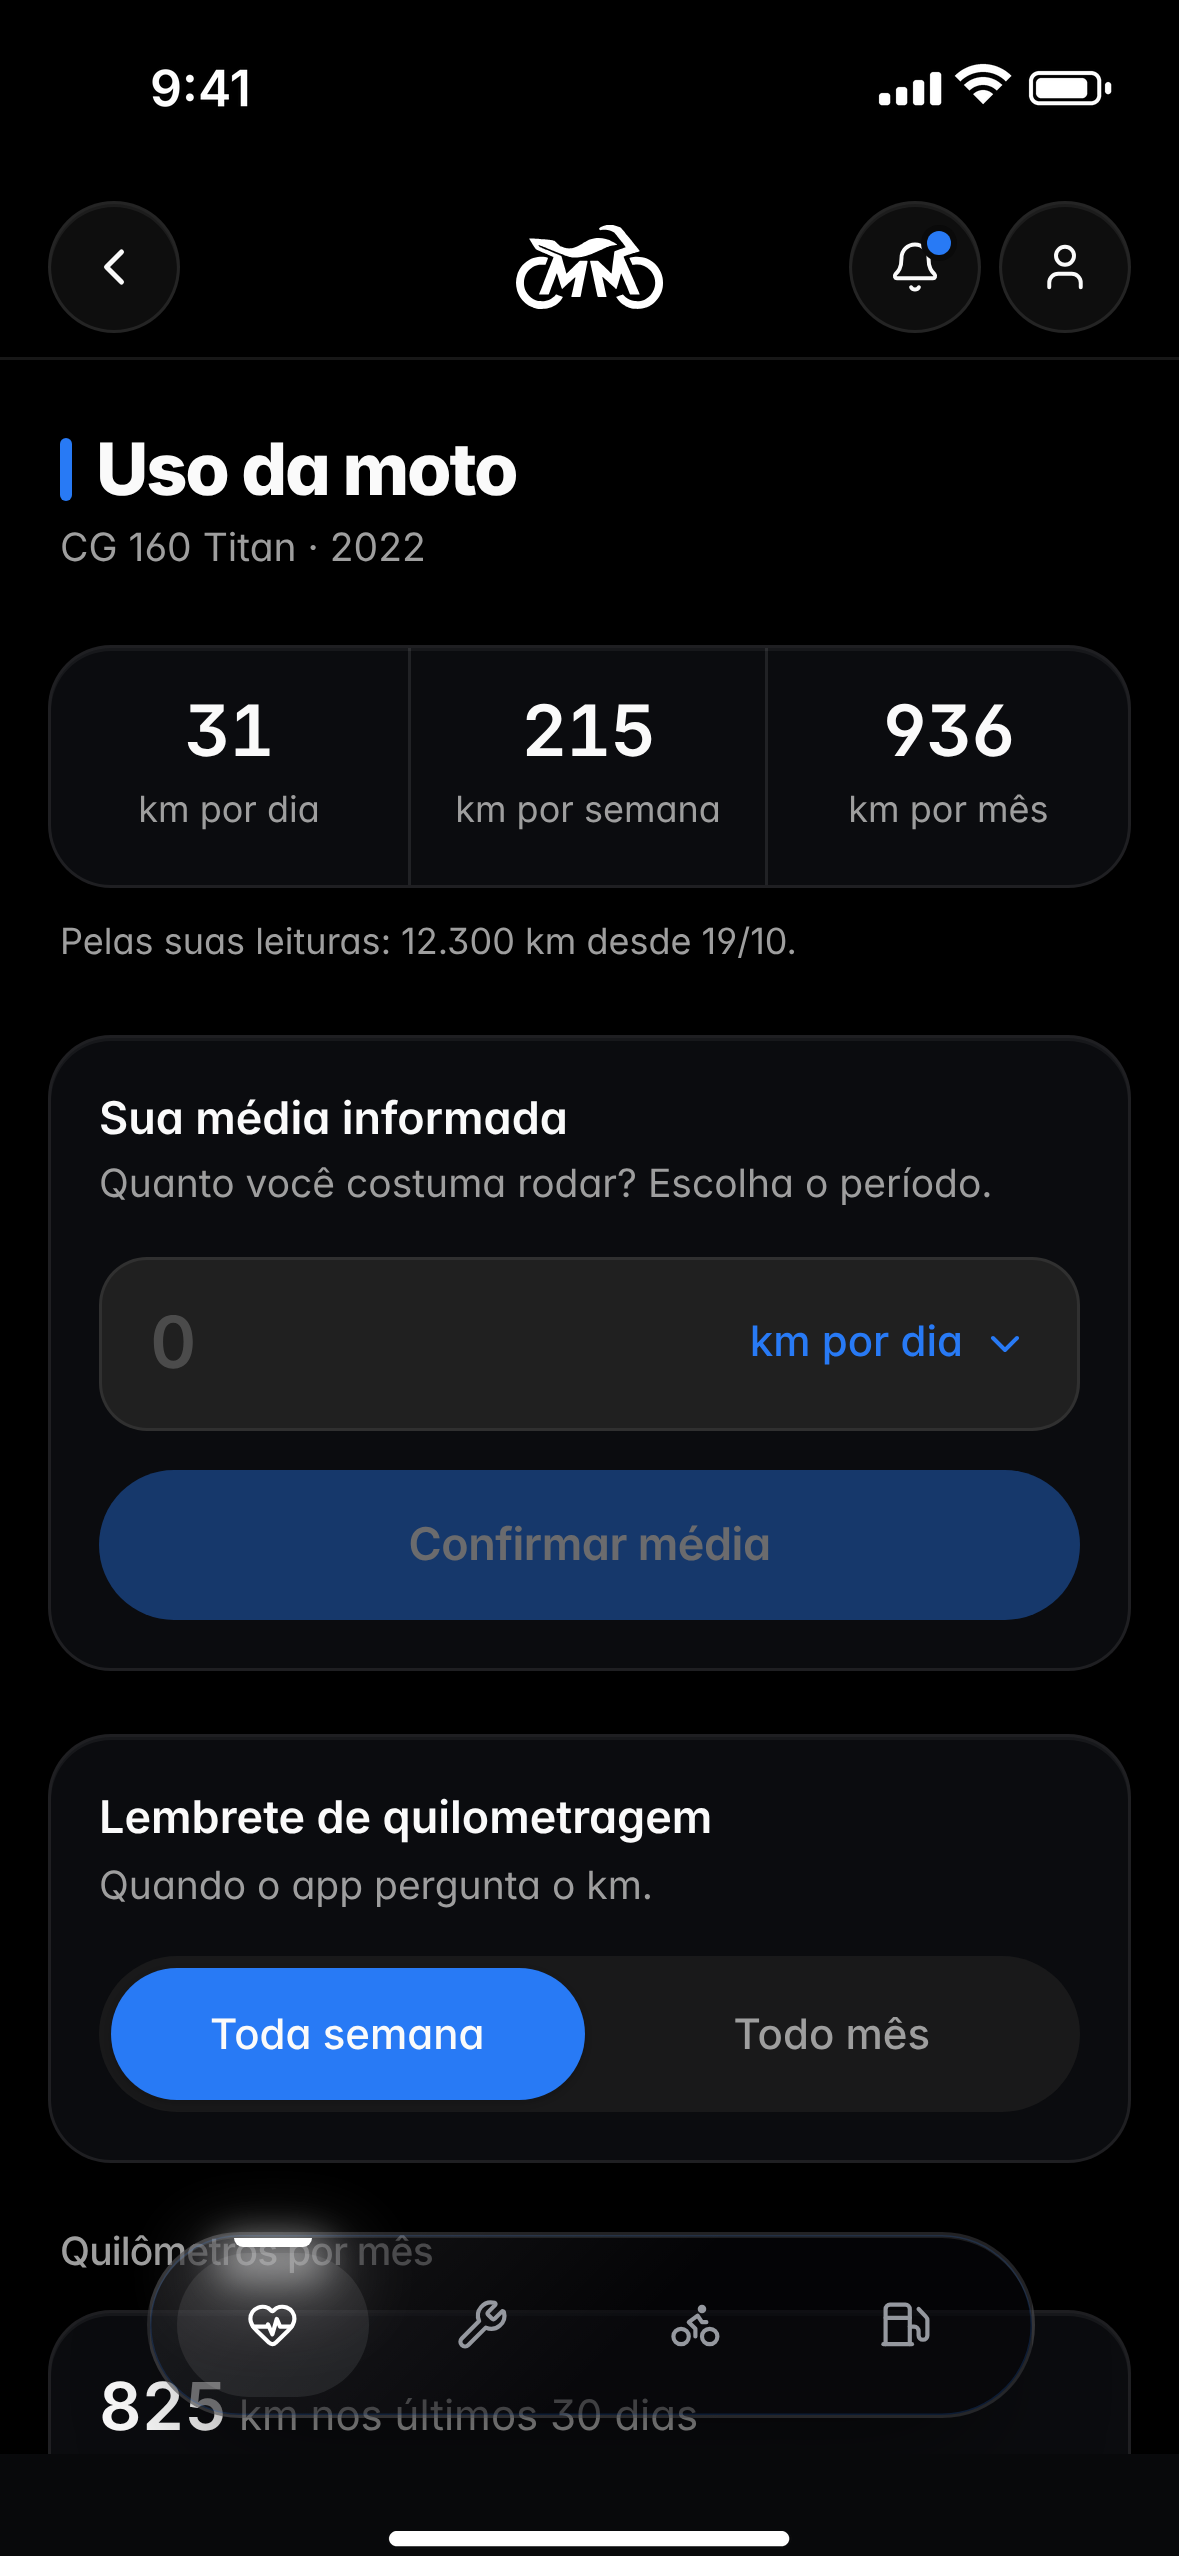 9:41
MM
Uso da moto
CG 160 Titan · 2022
31
km por dia
215
km por semana
936
km por mês
Pelas suas leituras: 12.300 km desde 19/10.
Sua média informada
Quanto você costuma rodar? Escolha o período.
0
km por dia
Confirmar média
Lembrete de quilometragem
Quando o app pergunta o km.
Toda semana
Todo mês
Quilômetros por mês
825 km nos últimos 30 dias